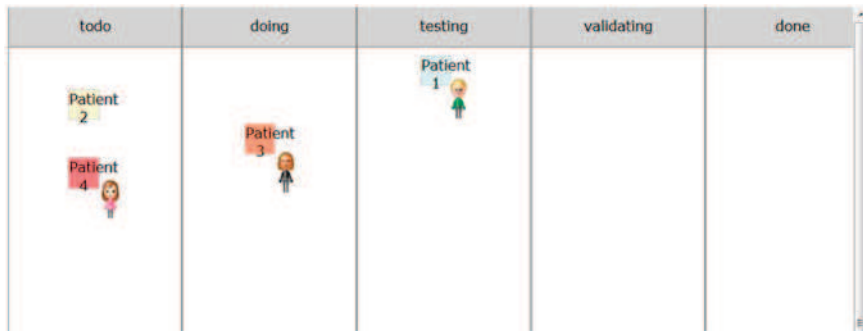 todo doing testing validating done
Patient
1
Patient
2
Patient
3
Patient
4